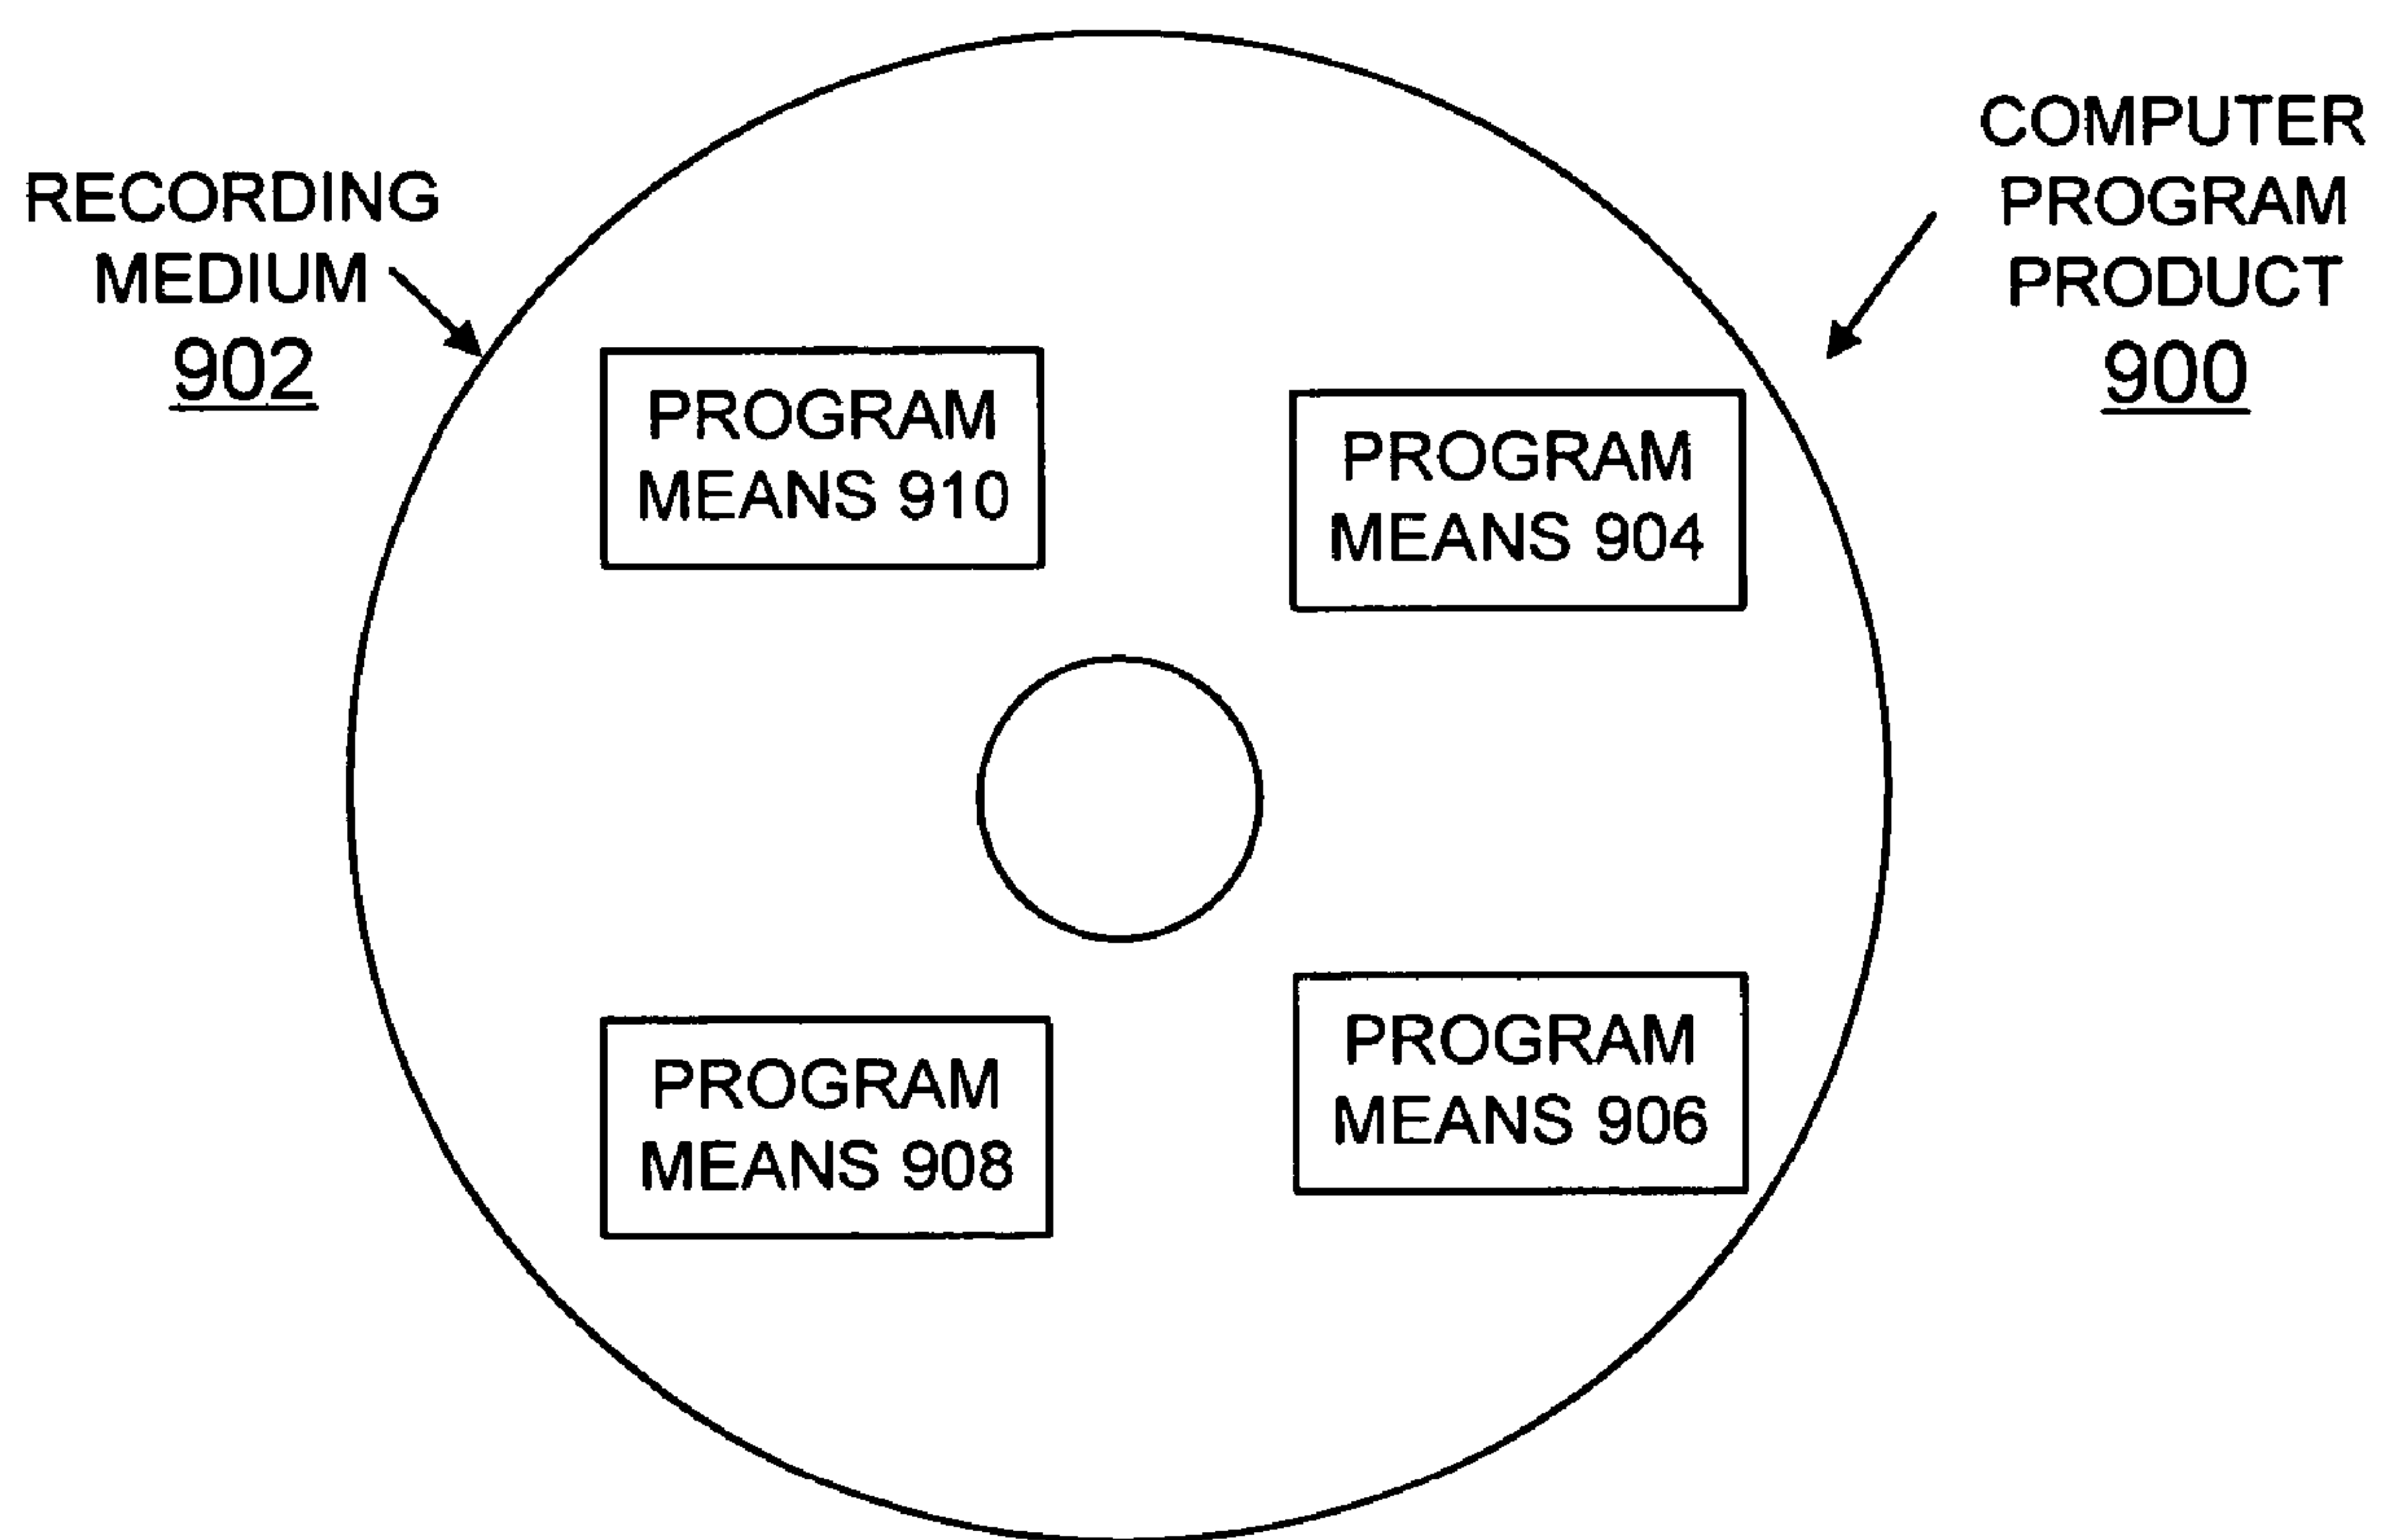 RECORDING
MEDIUM
902
COMPUTER
PROGRAM
PRODUCT
900
PROGRAM
MEANS 910
PROGRAM
MEANS 904
PROGRAM
MEANS 908
PROGRAM
MEANS 906